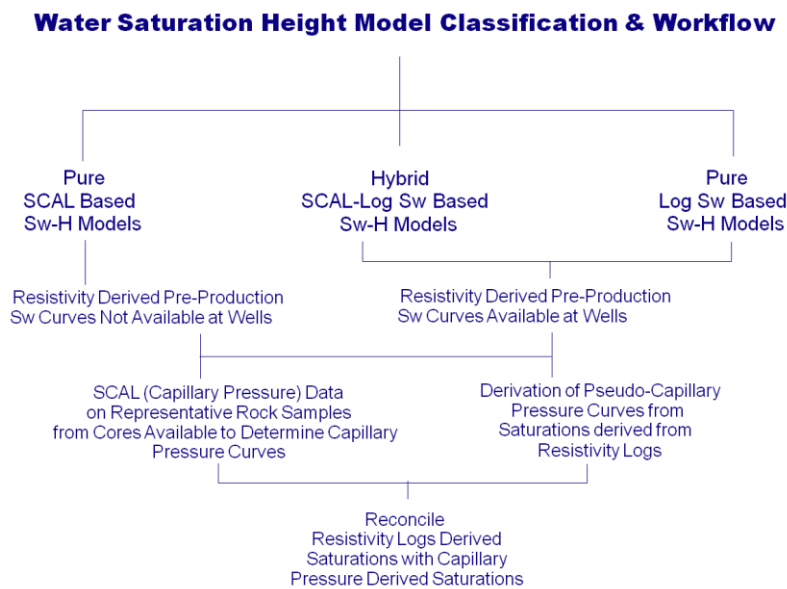 Water Saturation Height Model Classification & Workflow
Pure
SCAL Based
Sw-H Models
Hybrid
SCAL-Log Sw Based
Sw-H Models
Pure
Log Sw Based
Sw-H Models
Resistivity Derived Pre-Production
Sw Curves Not Available at Wells
Resistivity Derived Pre-Production
Sw Curves Available at Wells
SCAL (Capillary Pressure) Data
on Representative Rock Samples
from Cores Available to Determine Capillary
Pressure Curves
Derivation of Pseudo-Capillary
Pressure Curves from
Saturations derived from
Resistivity Logs
Reconcile
Resistivity Logs Derived
Saturations with Capillary
Pressure Derived Saturations